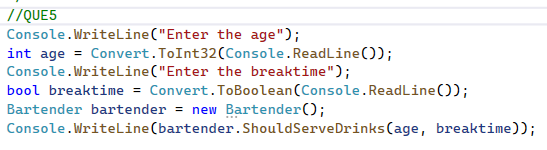 //QUE5
Console.WriteLine("Enter the age");
int age = Convert.ToInt32(Console.ReadLine());
Console.WriteLine("Enter the breaktime");
bool breaktime = Convert.ToBoolean(Console.ReadLine());
Bartender bartender = new Bartender();
Console.WriteLine(bartender.ShouldServeDrinks(age, breaktime));